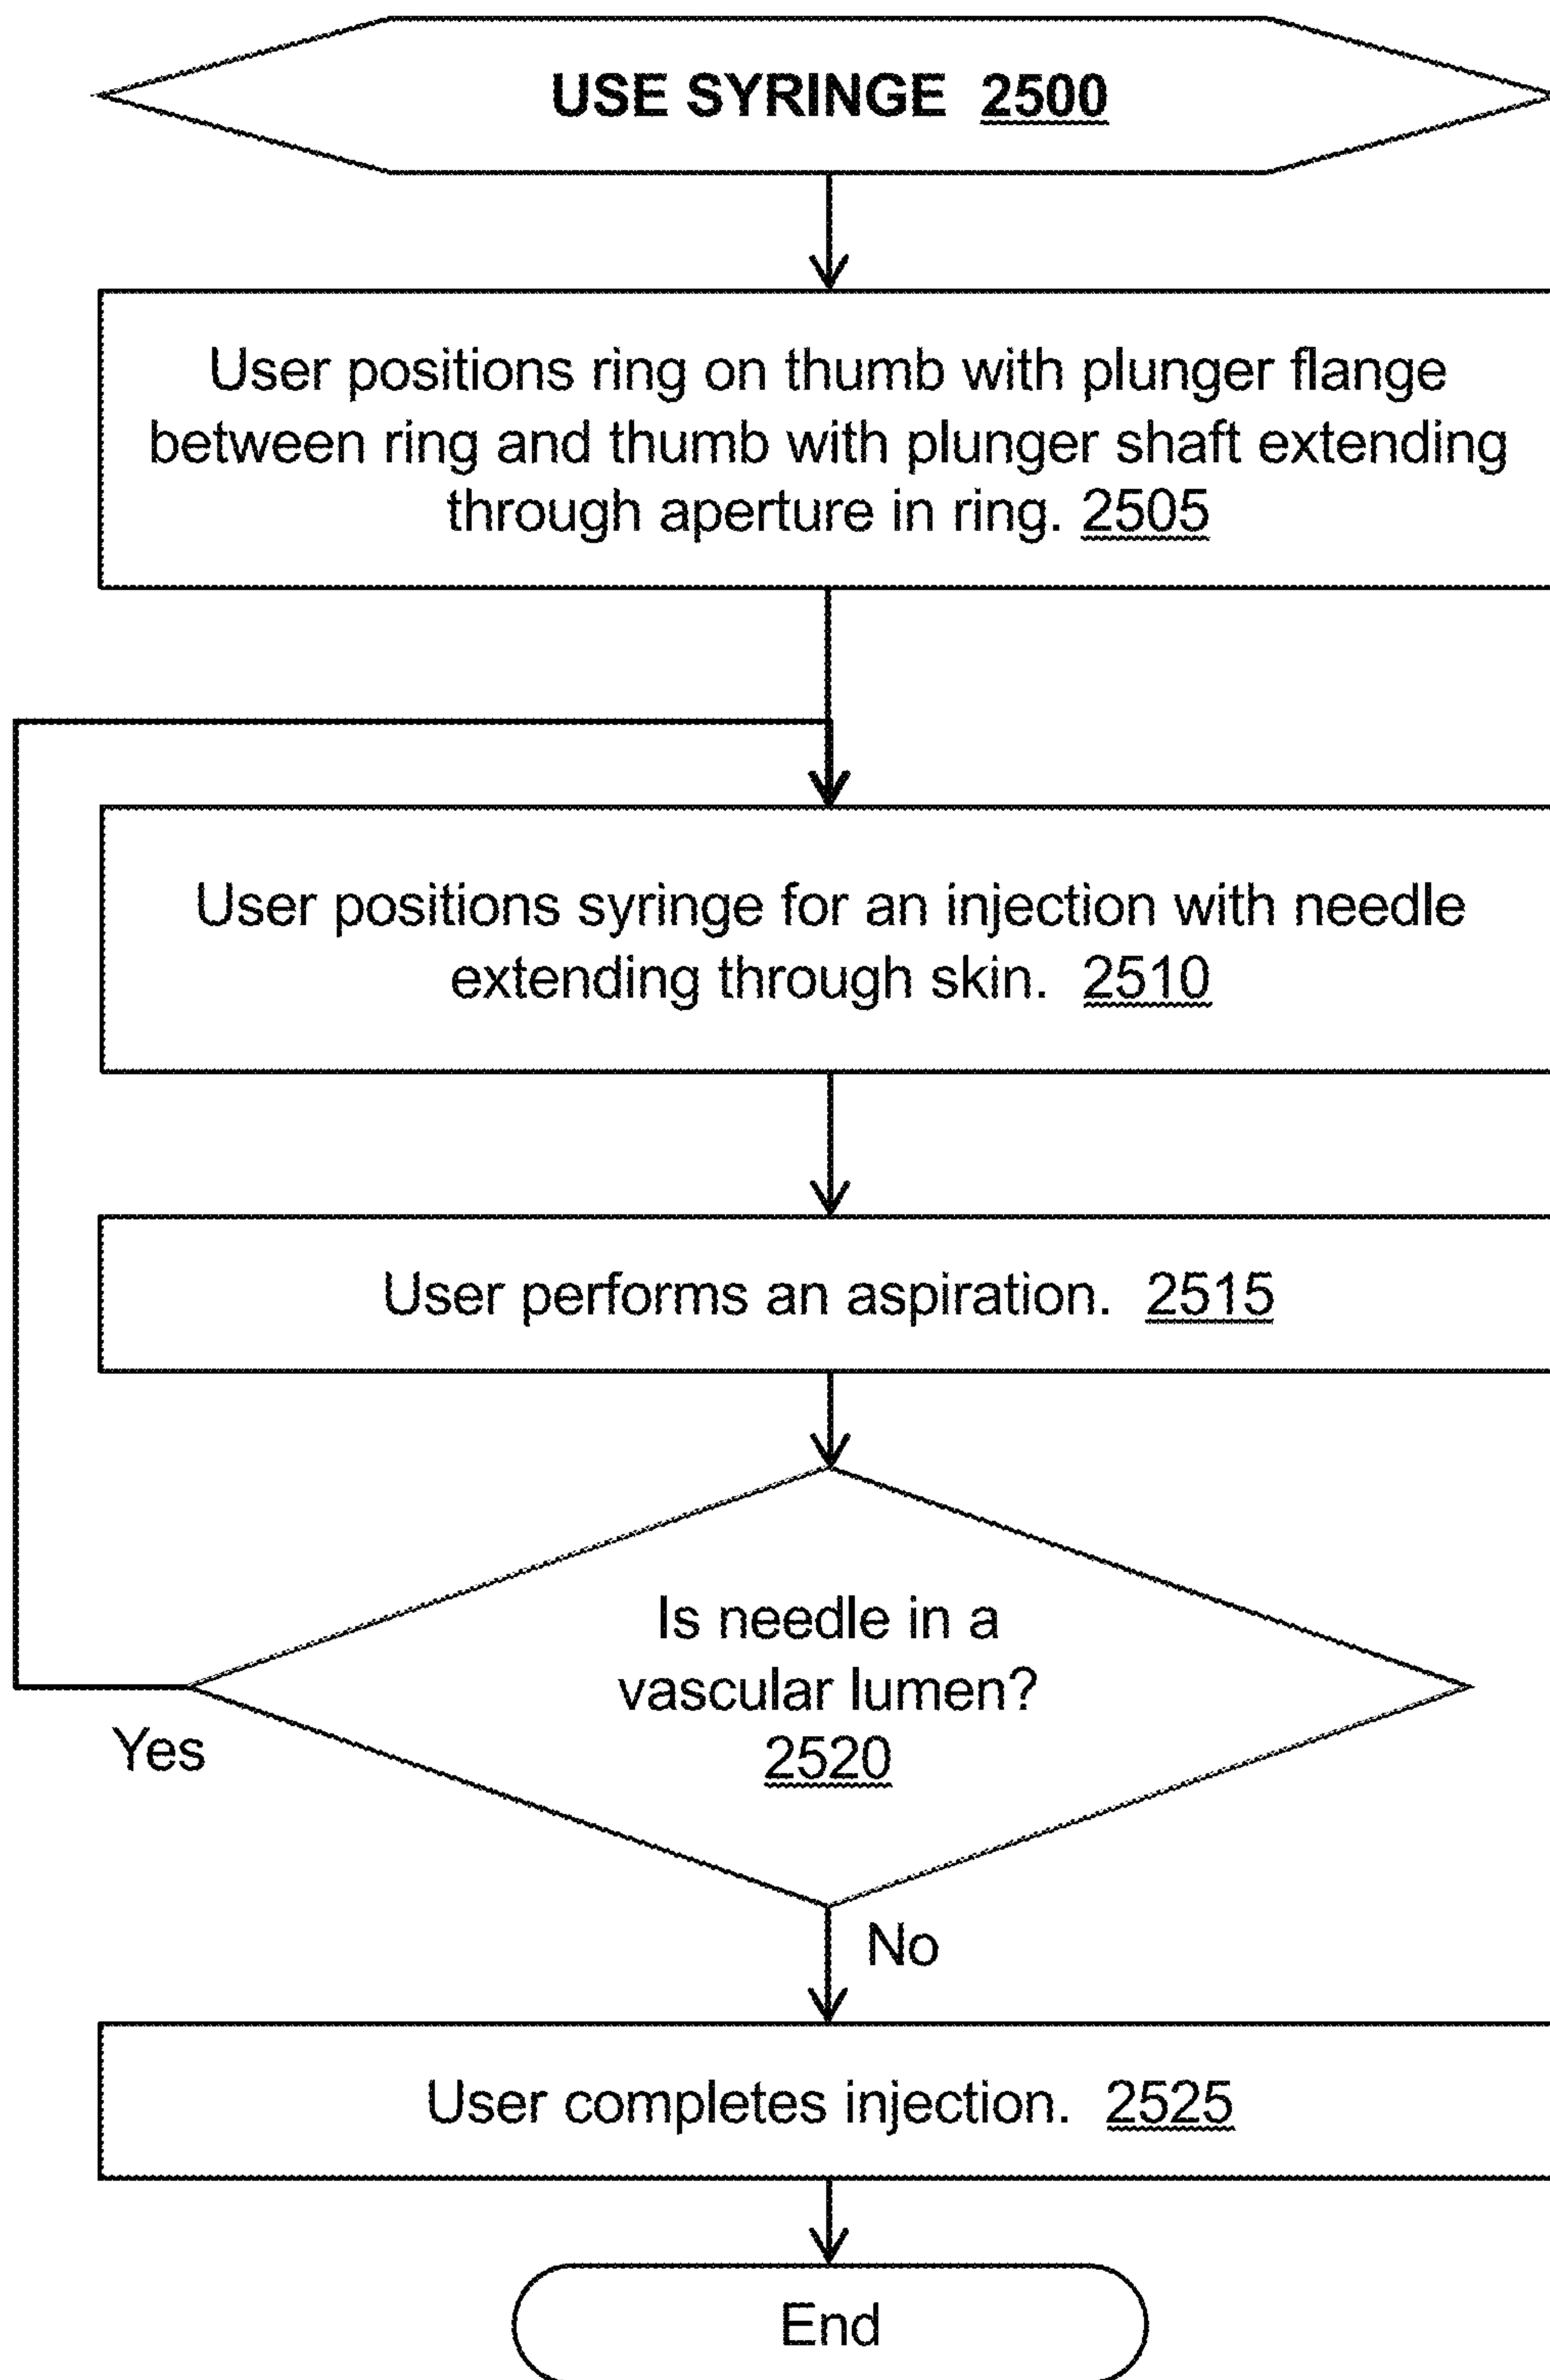 USE SYRINGE 2500
User positions ring on thumb with plunger flange
between ring and thumb with plunger shaft extending
through aperture in ring. 2505
User positions syringe for an injection with needle
extending through skin. 2510
User performs an aspiration. 2515
Is needle in a
vascular lumen?
2520
Yes
No
User completes injection. 2525
End